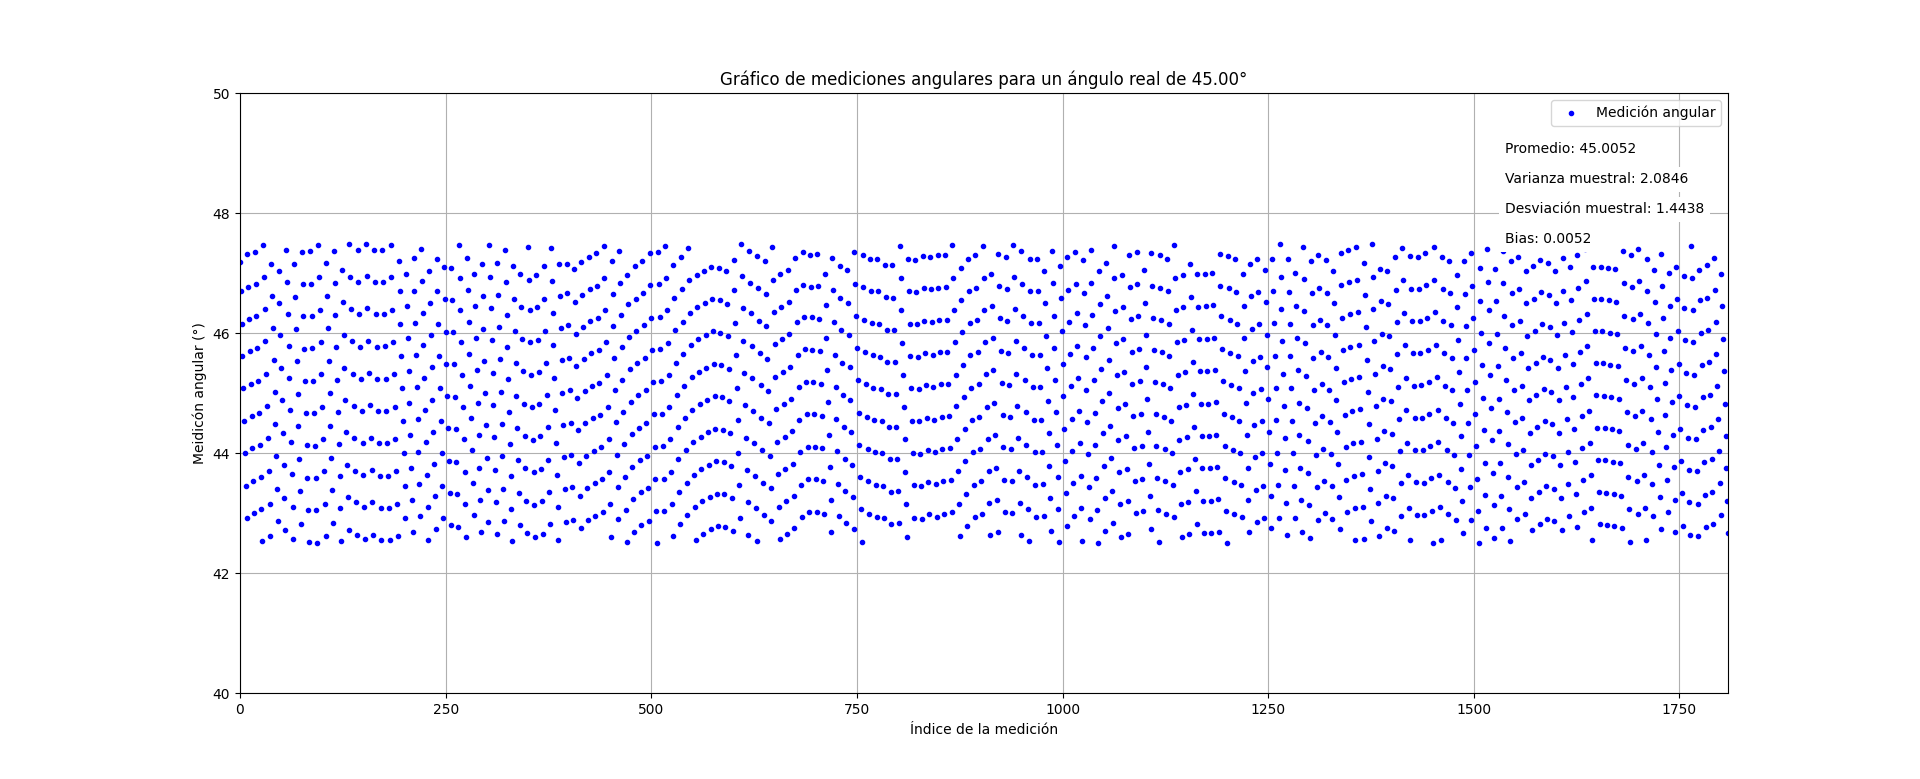 Gráfico de mediciones angulares para un ángulo real de 45.00°
Medición angular
Promedio: 45.0052
Varianza muestral: 2.0846
Desviación muestral: 1.4438
Bias: 0.0052
Meidicón angular (°)
50
48
46
44
42
40
0
250
500
750
1000
1250
1500
1750
Índice de la medición